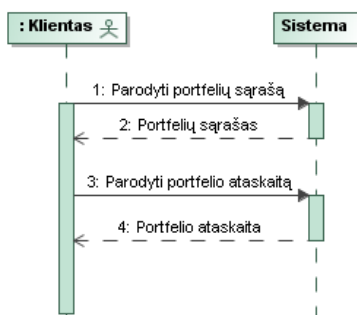 : Klientas
Sistema
1: Parodyti portfelių sąrašą
2: Portfelių sąrašas
3: Parodyti portfelio ataskaitą
4: Portfelio ataskaita